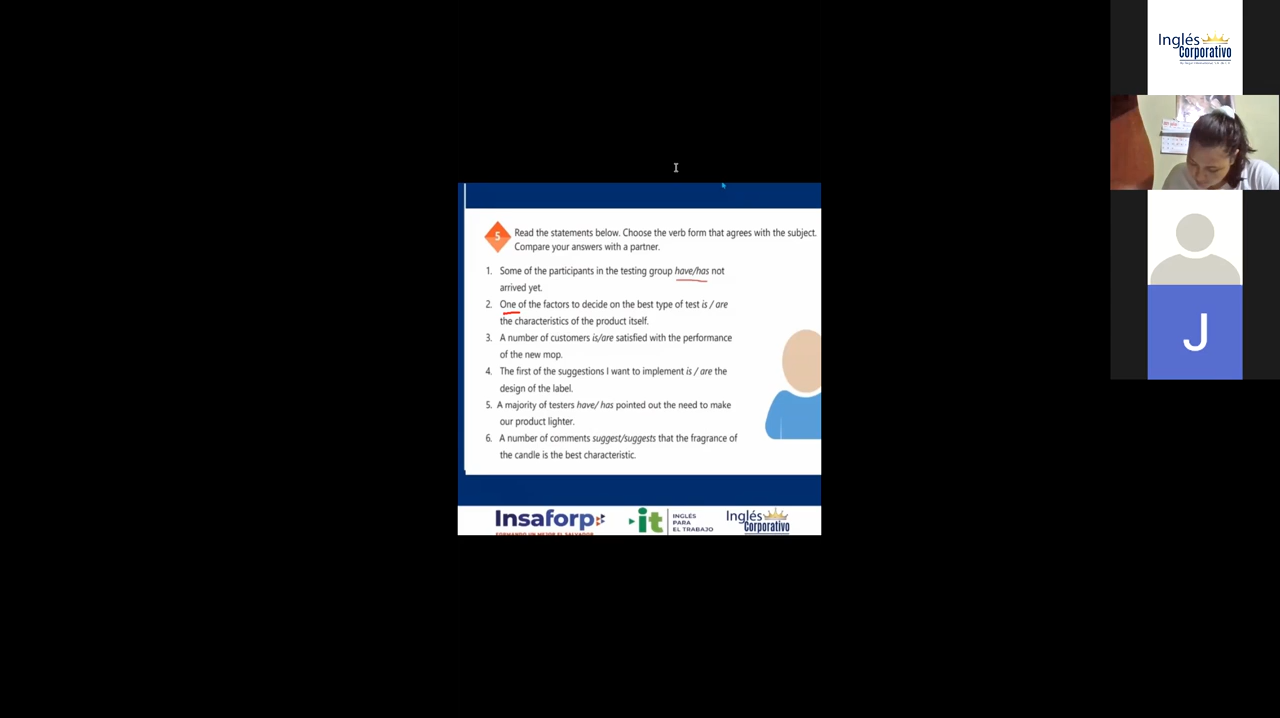 5
Read the statements below. Choose the verb form that agrees with the subject.
Compare your answers with a partner.
1. Some of the participants in the testing group have/has not
arrived yet.
2. One of the factors to decide on the best type of test is / are
the characteristics of the product itself.
3. A number of customers is/are satisfied with the performance
of the new mop.
4. The first of the suggestions I want to implement is / are the
design of the label.
5. A majority of testers have/ has pointed out the need to make
our product lighter.
6. A number of comments suggest/suggests that the fragrance of
the candle is the best characteristic.
Insaforp
FORMANDO UN MEJOR EL SALVADOR
it
INGLÉS
PARA
EL TRABAJO
Inglés
Corporativo
Inglés
Corporativo
J